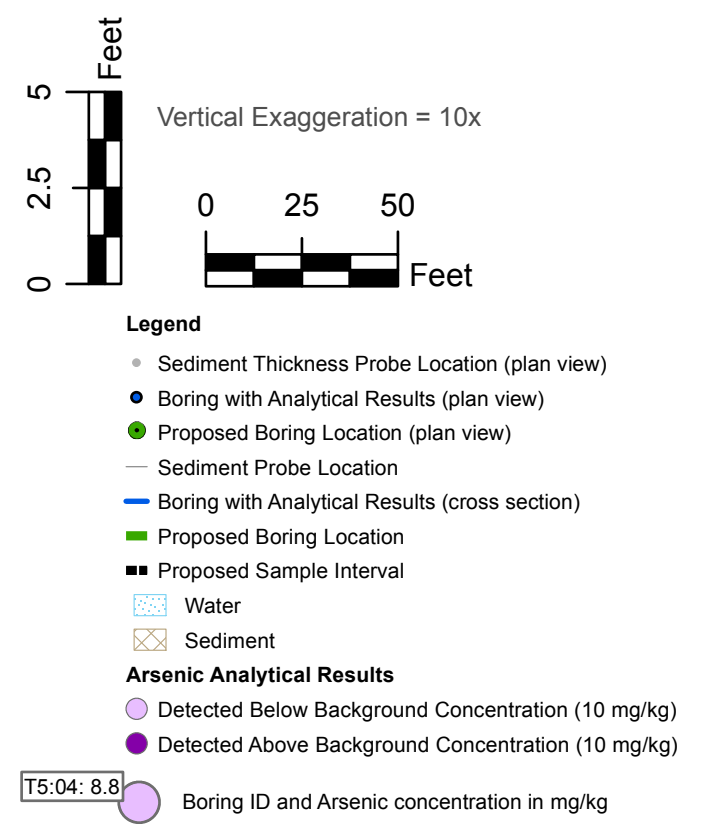 Feet
5
2.5
0
Vertical Exaggeration = 10x
0 25 50
Feet
Legend
Sediment Thickness Probe Location (plan view)
Boring with Analytical Results (plan view)
Proposed Boring Location (plan view)
Sediment Probe Location
Boring with Analytical Results (cross section)
Proposed Boring Location
Proposed Sample Interval
Water
Sediment
Arsenic Analytical Results
Detected Below Background Concentration (10 mg/kg)
Detected Above Background Concentration (10 mg/kg)
T5:04: 8.8
Boring ID and Arsenic concentration in mg/kg